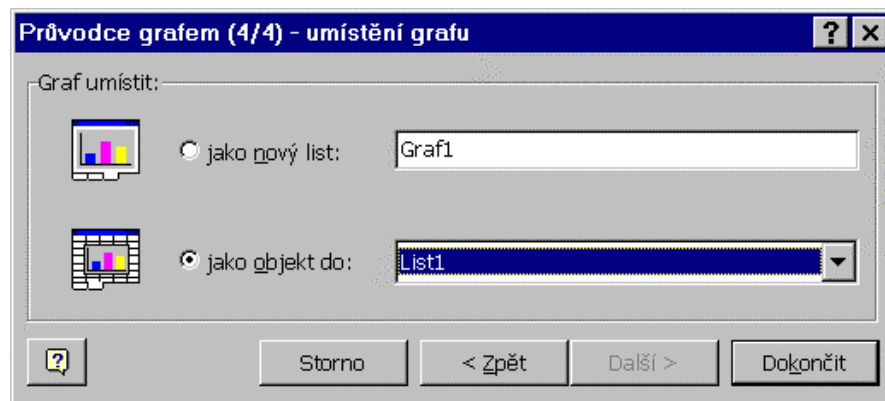 Průvodce grafem (4/4) - umístění grafu
Graf umístit:
jako nový list: Graf1
jako objekt do: List1
Storno < Zpět Další > Dokončit